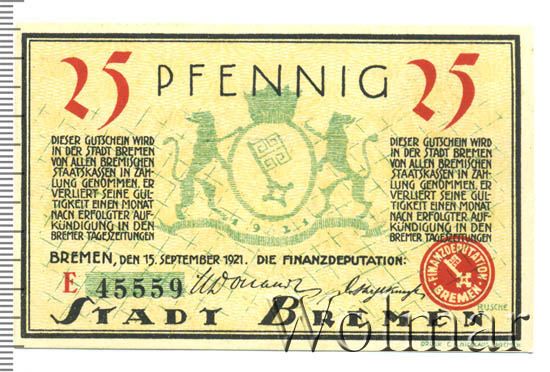 25 PFENNIG 25
DIESER GUTSCHEIN WIRD
IN DER STADT BREMEN
VON ALLEN BREMISCHEN
STAATSKASSEN IN ZAH-
LUNG GENOMMEN. ER
VERLIERT SEINE GÜL-
TIGKEIT EINEN MONAT
NACH ERFOLGTER AUF-
KÜNDIGUNG IN DEN
BREMER TAGESZEITUNGEN
DIESER GUTSCHEIN WIRD
IN DER STADT BREMEN
VON ALLEN BREMISCHEN
STAATSKASSEN IN ZAH-
LUNG GENOMMEN. ER
VERLIERT SEINE GÜL-
TIGKEIT EINEN MONAT
NACH ERFOLGTER AUF-
KÜNDIGUNG IN DEN
BREMER TAGESZEITUNGEN
1921
BREMEN, DEN 15. SEPTEMBER 1921. DIE FINANZDEPUTATION:
FINANZDEPUTATION
BREMEN
E 45559
STADT BREMEN
Wolmar